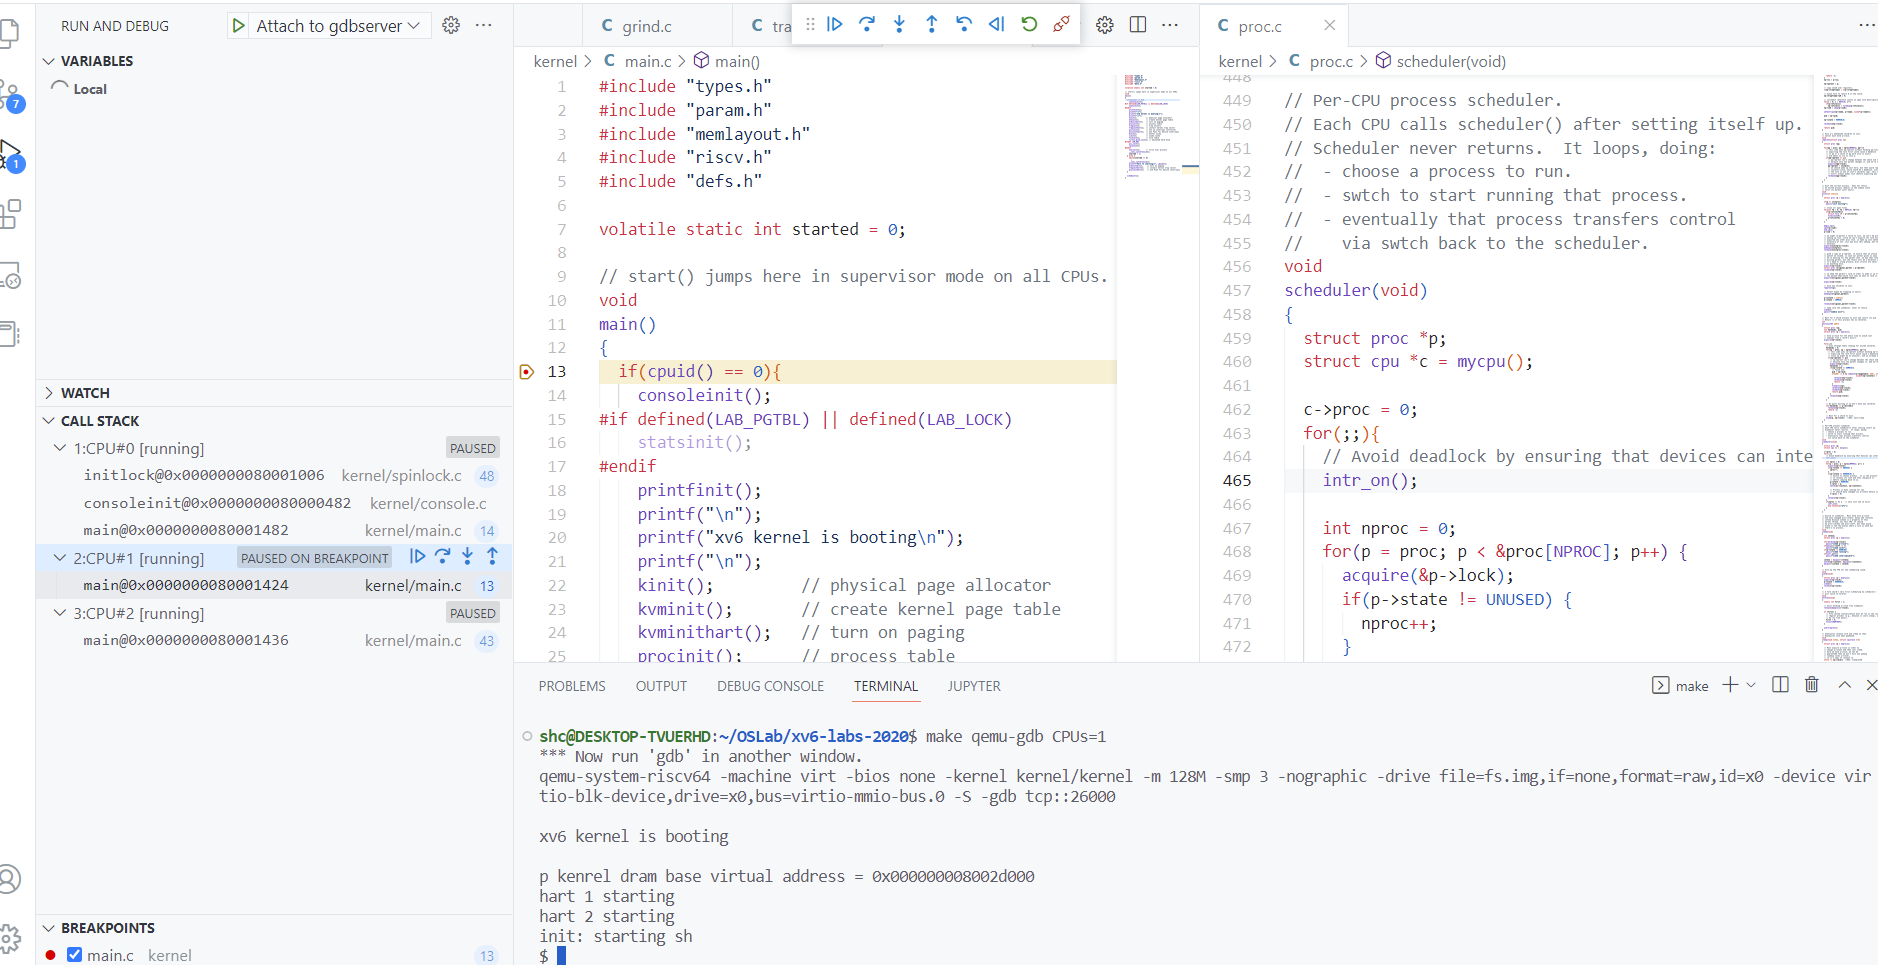 RUN AND DEBUG
Attach to gdbserver
VARIABLES
Local
7
1
WATCH
CALL STACK
1:CPU#0 [running]
PAUSED
initlock@0x0000000080001006 kernel/spinlock.c 48
consoleinit@0x0000000080000482 kernel/console.c
main@0x0000000080001482 kernel/main.c 14
2:CPU#1 [running]
PAUSED ON BREAKPOINT
main@0x0000000080001424 kernel/main.c 13
3:CPU#2 [running]
PAUSED
main@0x0000000080001436 kernel/main.c 43
BREAKPOINTS
main.c kernel 13
C grind.c
C tra
kernel > C main.c > main()
1 #include "types.h"
2 #include "param.h"
3 #include "memlayout.h"
4 #include "riscv.h"
5 #include "defs.h"
6
7 volatile static int started = 0;
8
9 // start() jumps here in supervisor mode on all CPUs.
10 void
11 main()
12 {
13 if(cpuid() == 0){
14 consoleinit();
15 #if defined(LAB_PGTBL) || defined(LAB_LOCK)
16 statsinit();
17 #endif
18 printfinit();
19 printf("\n");
20 printf("xv6 kernel is booting\n");
21 printf("\n");
22 kinit(); // physical page allocator
23 kvminit(); // create kernel page table
24 kvminithart(); // turn on paging
25 procinit(); // process table
C proc.c
kernel > C proc.c > scheduler(void)
448
449 // Per-CPU process scheduler.
450 // Each CPU calls scheduler() after setting itself up.
451 // Scheduler never returns. It loops, doing:
452 // - choose a process to run.
453 // - swtch to start running that process.
454 // - eventually that process transfers control
455 // via swtch back to the scheduler.
456 void
457 scheduler(void)
458 {
459 struct proc *p;
460 struct cpu *c = mycpu();
461
462 c->proc = 0;
463 for(;;){
464 // Avoid deadlock by ensuring that devices can inte
465 intr_on();
466
467 int nproc = 0;
468 for(p = proc; p < &proc[NPROC]; p++) {
469 acquire(&p->lock);
470 if(p->state != UNUSED) {
471 nproc++;
472 }
PROBLEMS OUTPUT DEBUG CONSOLE TERMINAL JUPYTER
make
shc@DESKTOP-TVUERHD:~/OSLab/xv6-labs-2020$ make qemu-gdb CPUs=1
*** Now run 'gdb' in another window.
qemu-system-riscv64 -machine virt -bios none -kernel kernel/kernel -m 128M -smp 3 -nographic -drive file=fs.img,if=none,format=raw,id=x0 -device vir
tio-blk-device,drive=x0,bus=virtio-mmio-bus.0 -S -gdb tcp::26000
xv6 kernel is booting
p kenrel dram base virtual address = 0x000000008002d000
hart 1 starting
hart 2 starting
init: starting sh
$